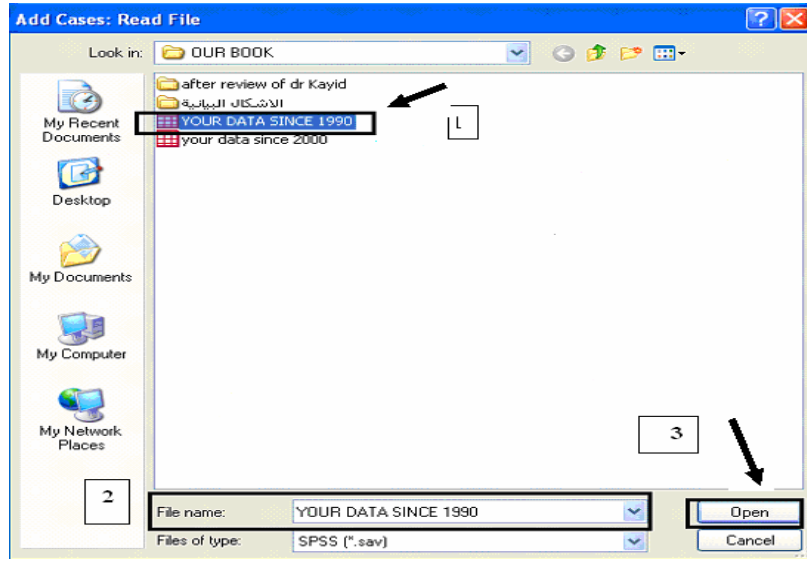 Add Cases: Read File
Look in: OUR BOOK
after review of dr Kayid
الاشكال البيانية
YOUR DATA SINCE 1990
1
your data since 2000
My Recent
Documents
Desktop
My Documents
My Computer
My Network
Places
3
2
File name: YOUR DATA SINCE 1990
Open
Files of type: SPSS (*.sav)
Cancel